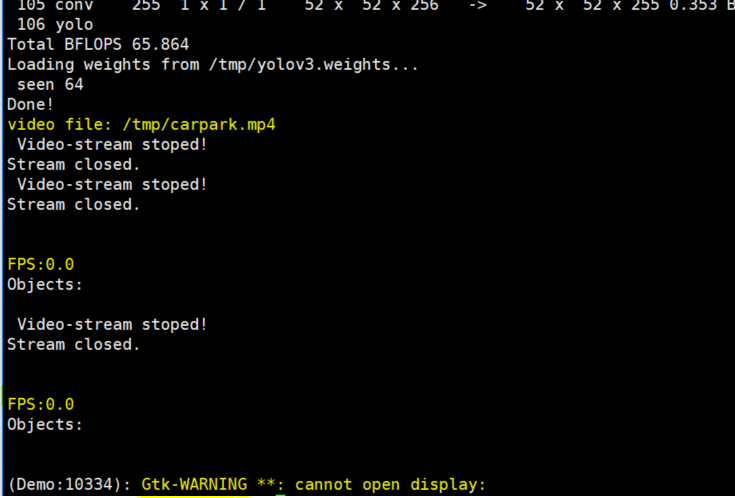 105 conv 255 1 x 1 / 1 52 x 52 x 256 -> 52 x 52 x 255 0.353 B
106 yolo
Total BFLOPS 65.864
Loading weights from /tmp/yolov3.weights...
seen 64
Done!
video file: /tmp/carpark.mp4
Video-stream stoped!
Stream closed.
Video-stream stoped!
Stream closed.
FPS:0.0
Objects:
Video-stream stoped!
Stream closed.
FPS:0.0
Objects:
(Demo:10334): Gtk-WARNING **: cannot open display: